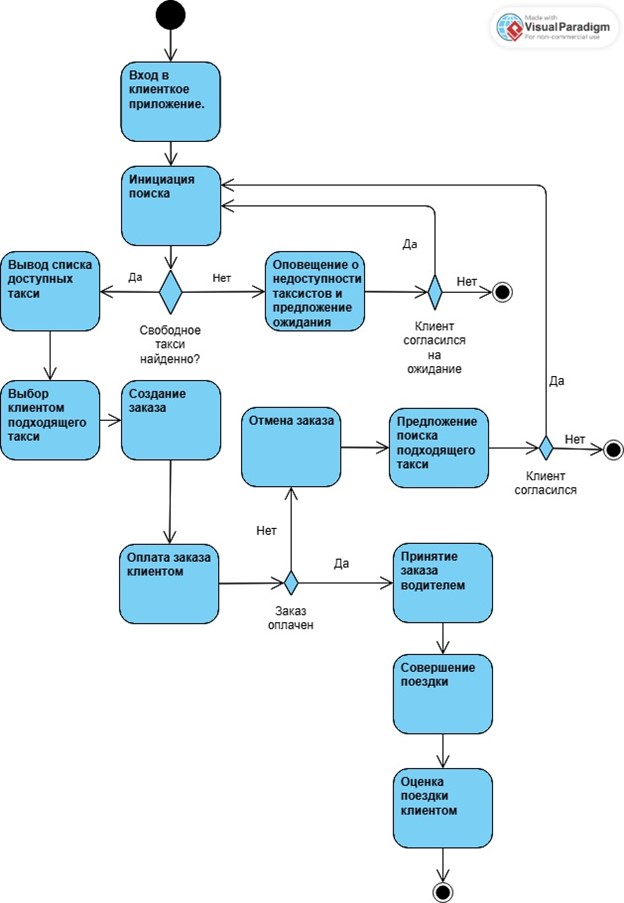 Made with
VisualParadigm
For non-commercial use
Вход в
клиенткое
приложение.
Инициация
поиска
Да
Вывод списка
доступных
такси
Да
Нет
Оповещение о
недоступности
таксистов и
предложение
ожидания
Нет
Свободное
такси
найденно?
Клиент
согласился
на
ожидание
Да
Выбор
клиентом
подходящего
такси
Создание
заказа
Отмена заказа
Предложение
поиска
подходящего
такси
Нет
Клиент
согласился
Нет
Оплата заказа
клиентом
Да
Принятие
заказа
водителем
Заказ
оплачен
Совершение
поездки
Оценка
поездки
клиентом